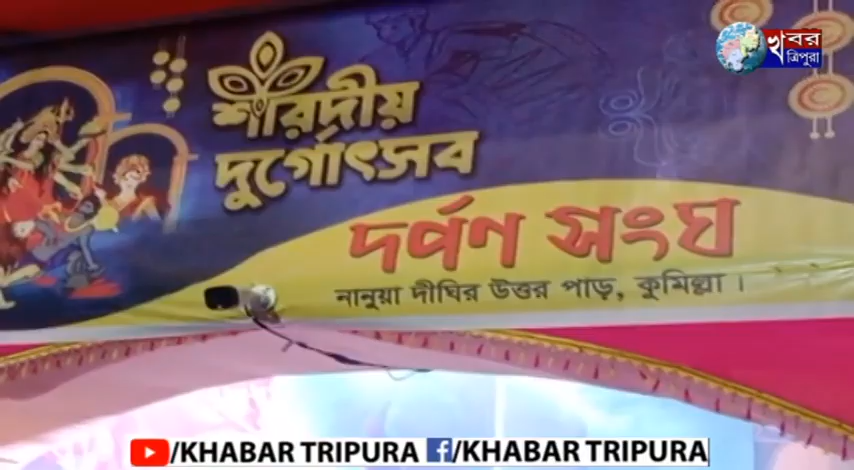 খবর
ত্রিপুরা
শারদীয়
দুর্গোৎসব
দর্পণ সংঘ
নানুয়া দীঘির উত্তর পাড়, কুমিল্লা।
/KHABAR TRIPURA f/KHABAR TRIPURA